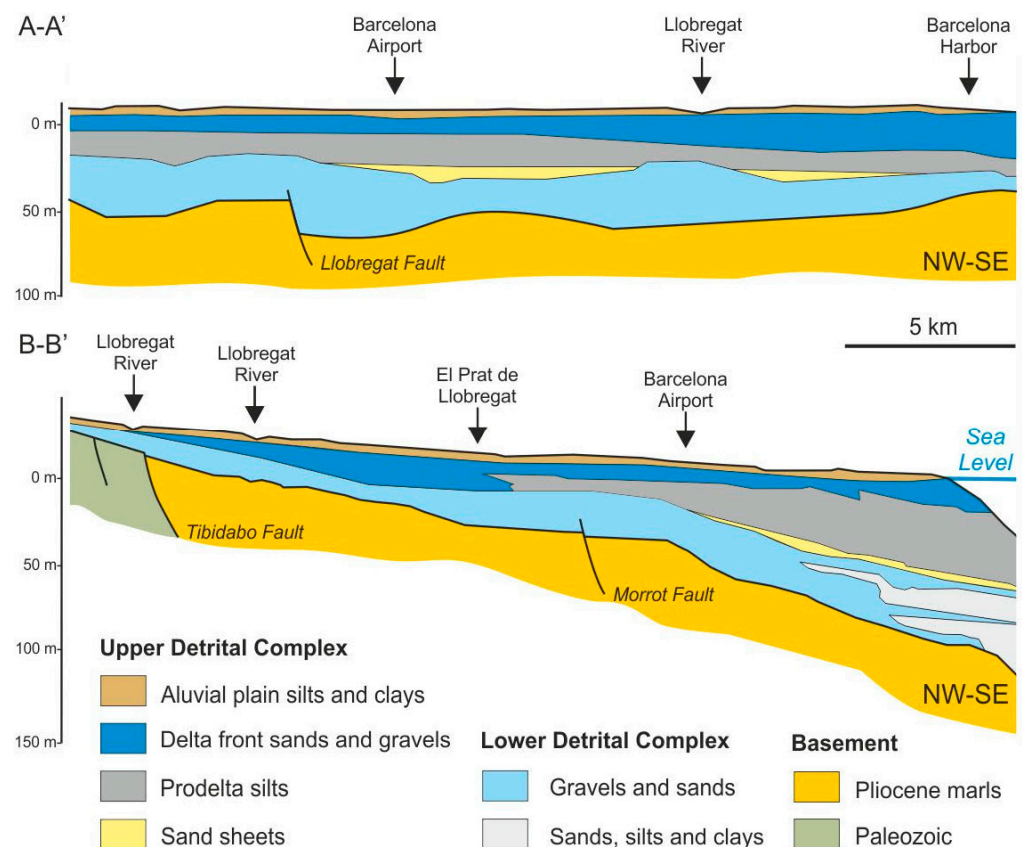 A-A'
Barcelona
Airport
Llobregat
River
Barcelona
Harbor
0 m
50 m
100 m
Llobregat Fault
NW-SE
5 km
B-B'
Llobregat
River
Llobregat
River
El Prat de
Llobregat
Barcelona
Airport
Sea
Level
0 m
50 m
100 m
150 m
Tibidabo Fault
Morrot Fault
NW-SE
Upper Detrital Complex
Aluvial plain silts and clays
Delta front sands and gravels
Prodelta silts
Sand sheets
Lower Detrital Complex
Gravels and sands
Sands, silts and clays
Basement
Pliocene marls
Paleozoic